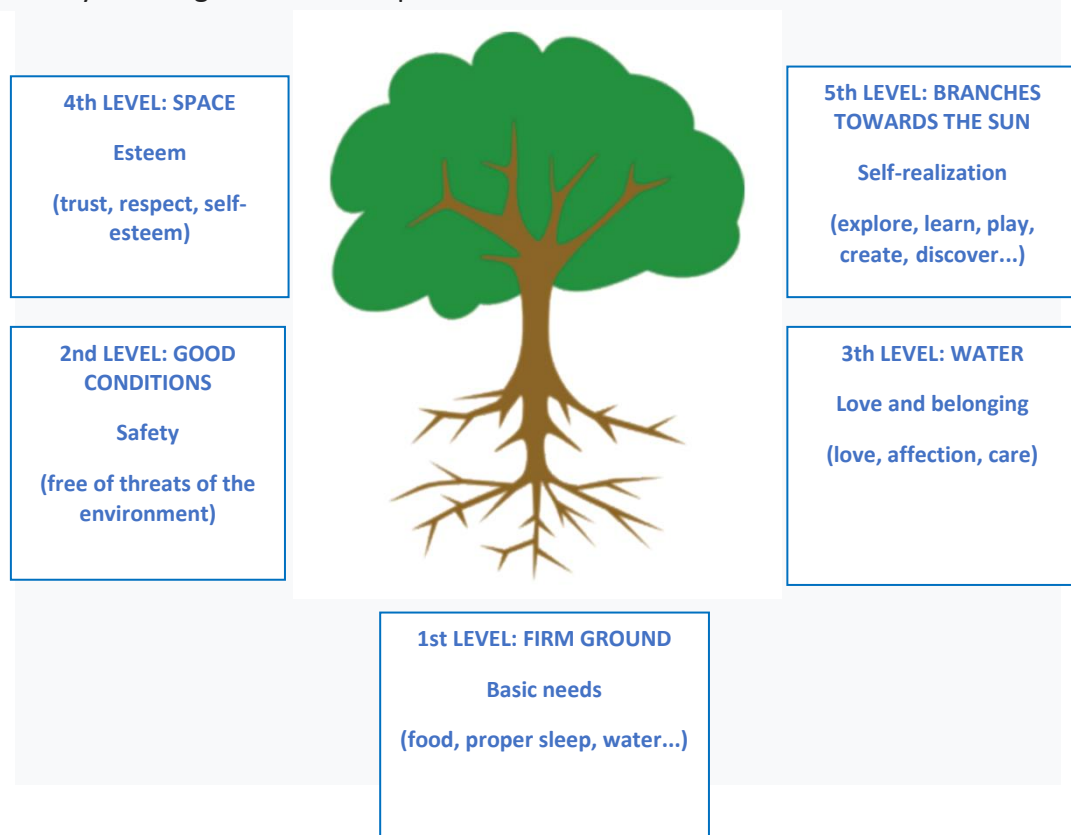 4th LEVEL: SPACE
Esteem
(trust, respect, self-
esteem)
5th LEVEL: BRANCHES
TOWARDS THE SUN
Self-realization
(explore, learn, play,
create, discover...)
2nd LEVEL: GOOD
CONDITIONS
Safety
(free of threats of the
environment)
3th LEVEL: WATER
Love and belonging
(love, affection, care)
1st LEVEL: FIRM GROUND
Basic needs
(food, proper sleep, water...)